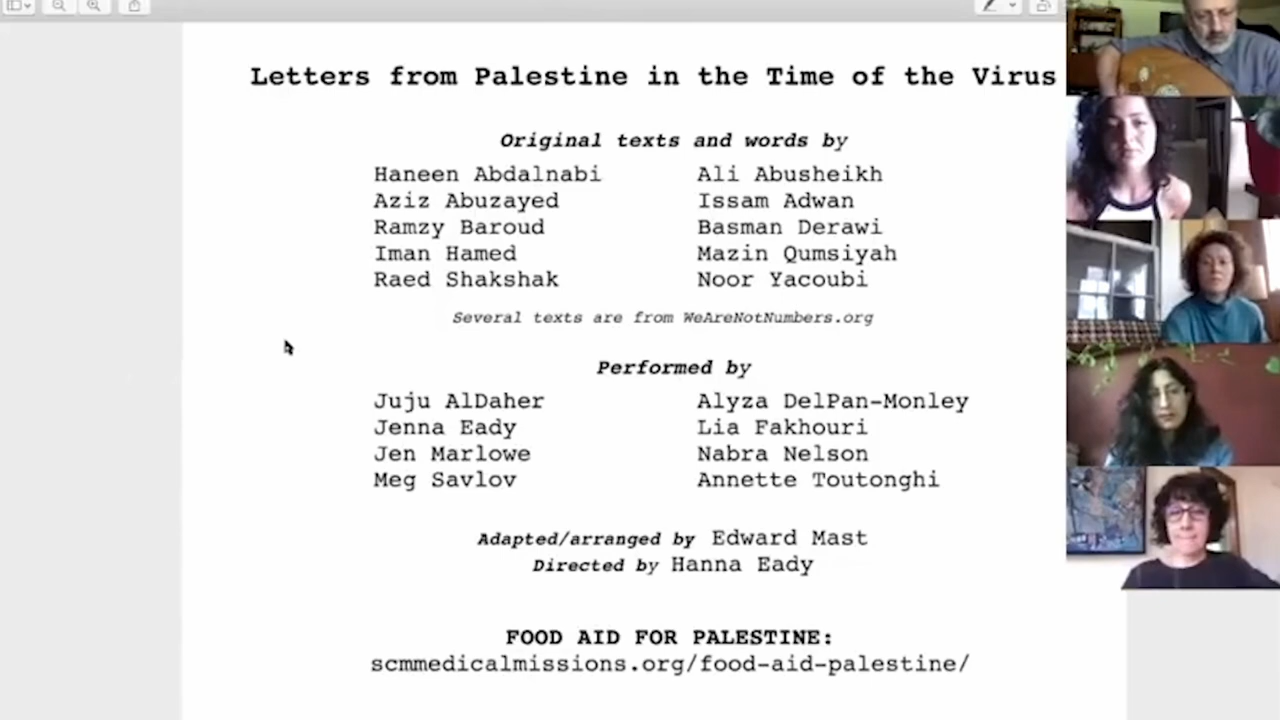 Letters from Palestine in the Time of the Virus
Original texts and words by
Haneen Abdalnabi Ali Abusheikh
Aziz Abuzayed Issam Adwan
Ramzy Baroud Basman Derawi
Iman Hamed Mazin Qumsiyah
Raed Shakshak Noor Yacoubi
Several texts are from WeAreNotNumbers.org
Performed by
Juju AlDaher Alyza DelPan-Monley
Jenna Eady Lia Fakhouri
Jen Marlowe Nabra Nelson
Meg Savlov Annette Toutonghi
Adapted/arranged by Edward Mast
Directed by Hanna Eady
FOOD AID FOR PALESTINE:
scmmedicalmissions.org/food-aid-palestine/